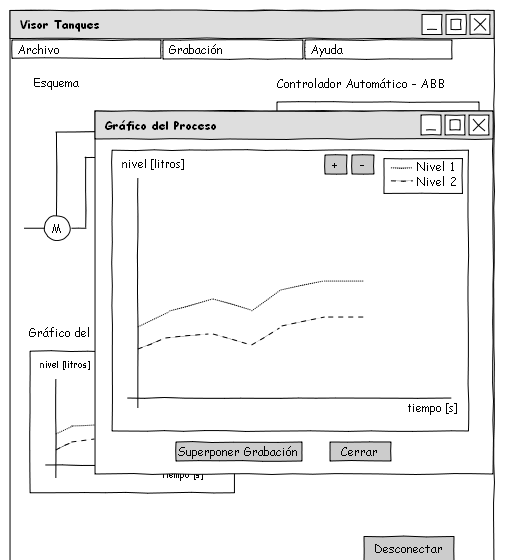 Visor Tanques
Archivo
Grabación
Ayuda
Esquema
Controlador Automático - ABB
Gráfico del Proceso
nivel [litros]
+
-
Nivel 1
Nivel 2
M
Gráfico del
nivel [litros]
tiempo [s]
Superponer Grabación
Cerrar
tiempo [s]
Desconectar